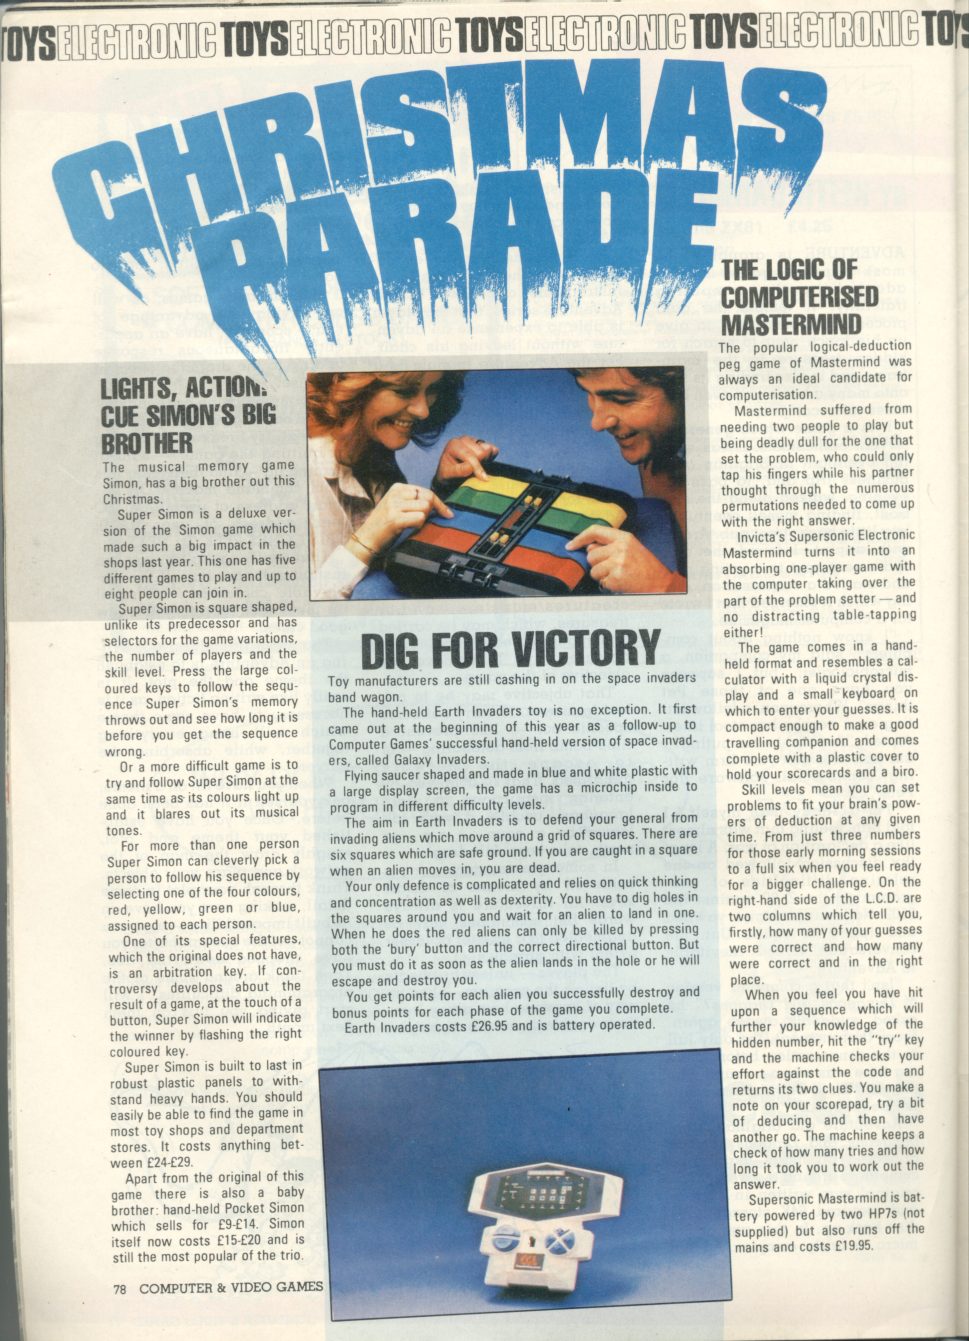 TOYS ELECTRONIC TOYS ELECTRONIC TOYS ELECTRONIC TOYS ELECTRONIC TOYS
CHRISTMAS
PARADE
LIGHTS, ACTION!
CUE SIMON'S BIG
BROTHER
The musical memory game
Simon, has a big brother out this
Christmas.
Super Simon is a deluxe ver-
sion of the Simon game which
made such a big impact in the
shops last year. This one has five
different games to play and up to
eight people can join in.
Super Simon is square shaped,
unlike its predecessor and has
selectors for the game variations,
the number of players and the
skill level. Press the large col-
oured keys to follow the sequ-
ence Super Simon's memory
throws out and see how long it is
before you get the sequence
wrong.
Or a more difficult game is to
try and follow Super Simon at the
same time as its colours light up
and it blares out its musical
tones.
For more than one person
Super Simon can cleverly pick a
person to follow his sequence by
selecting one of the four colours,
red, yellow, green or blue,
assigned to each person.
One of its special features,
which the original does not have,
is an arbitration key. If con-
troversy develops about the
result of a game, at the touch of a
button, Super Simon will indicate
the winner by flashing the right
coloured key.
Super Simon is built to last in
robust plastic panels to with-
stand heavy hands. You should
easily be able to find the game in
most toy shops and department
stores. It costs anything bet-
ween £24-£29.
Apart from the original of this
game there is also a baby
brother: hand-held Pocket Simon
which sells for £9-£14. Simon
itself now costs £15-£20 and is
still the most popular of the trio.
DIG FOR VICTORY
Toy manufacturers are still cashing in on the space invaders
band wagon.
The hand-held Earth Invaders toy is no exception. It first
came out at the beginning of this year as a follow-up to
Computer Games' successful hand-held version of space invad-
ers, called Galaxy Invaders.
Flying saucer shaped and made in blue and white plastic with
a large display screen, the game has a microchip inside to
program in different difficulty levels.
The aim in Earth Invaders is to defend your general from
invading aliens which move around a grid of squares. There are
six squares which are safe ground. If you are caught in a square
when an alien moves in, you are dead.
Your only defence is complicated and relies on quick thinking
and concentration as well as dexterity. You have to dig holes in
the squares around you and wait for an alien to land in one.
When he does the red aliens can only be killed by pressing
both the 'bury' button and the correct directional button. But
you must do it as soon as the alien lands in the hole or he will
escape and destroy you.
You get points for each alien you successfully destroy and
bonus points for each phase of the game you complete.
Earth Invaders costs £26.95 and is battery operated.
THE LOGIC OF
COMPUTERISED
MASTERMIND
The popular logical-deduction
peg game of Mastermind was
always an ideal candidate for
computerisation.
Mastermind suffered from
needing two people to play but
being deadly dull for the one that
set the problem, who could only
tap his fingers while his partner
thought through the numerous
permutations needed to come up
with the right answer.
Invicta's Supersonic Electronic
Mastermind turns it into an
absorbing one-player game with
the computer taking over the
part of the problem setter — and
no distracting table-tapping
either!
The game comes in a hand-
held format and resembles a cal-
culator with a liquid crystal dis-
play and a small keyboard on
which to enter your guesses. It is
compact enough to make a good
travelling companion and comes
complete with a plastic cover to
hold your scorecards and a biro.
Skill levels mean you can set
problems to fit your brain's pow-
ers of deduction at any given
time. From just three numbers
for those early morning sessions
to a full six when you feel ready
for a bigger challenge. On the
right-hand side of the L.C.D. are
two columns which tell you,
firstly, how many of your guesses
were correct and how many
were correct and in the right
place.
When you feel you have hit
upon a sequence which will
further your knowledge of the
hidden number, hit the "try" key
and the machine checks your
effort against the code and
returns its two clues. You make a
note on your scorepad, try a bit
of deducing and then have
another go. The machine keeps a
check of how many tries and how
long it took you to work out the
answer.
Supersonic Mastermind is bat-
tery powered by two HP7s (not
supplied) but also runs off the
mains and costs £19.95.
78 COMPUTER & VIDEO GAMES